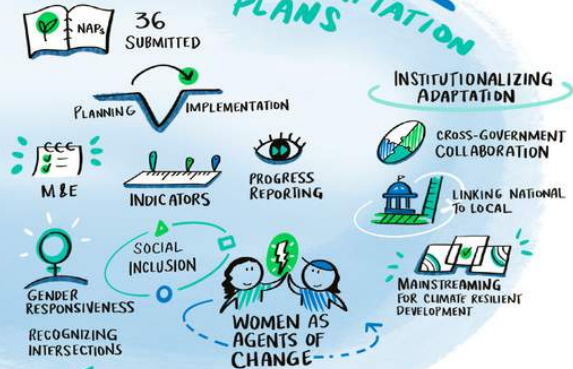 PLANS
NAPs
36
SUBMITTED
PLANNING
IMPLEMENTATION
M&E
INDICATORS
PROGRESS
REPORTING
INSTITUTIONALIZING
ADAPTATION
CROSS-GOVERNMENT
COLLABORATION
LINKING NATIONAL
TO LOCAL
MAINSTREAMING
FOR CLIMATE RESILIENT
DEVELOPMENT
GENDER
RESPONSIVENESS
RECOGNIZING
INTERSECTIONS
SOCIAL
INCLUSION
WOMEN AS
AGENTS OF
CHANGE